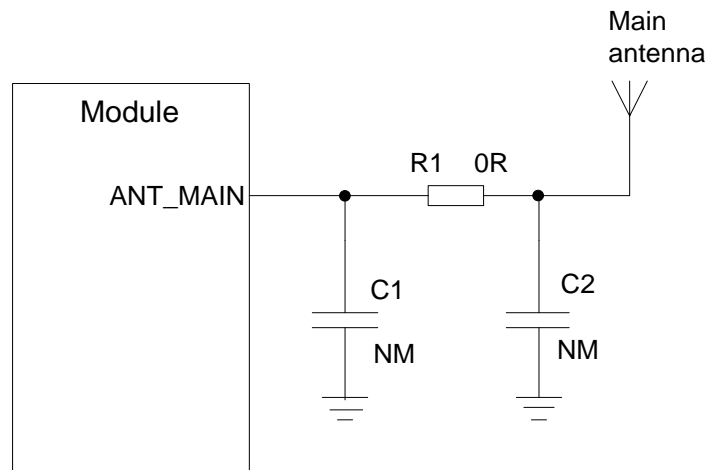 Main
antenna
Module
R1 0R
ANT_MAIN
C1
C2
NM
NM